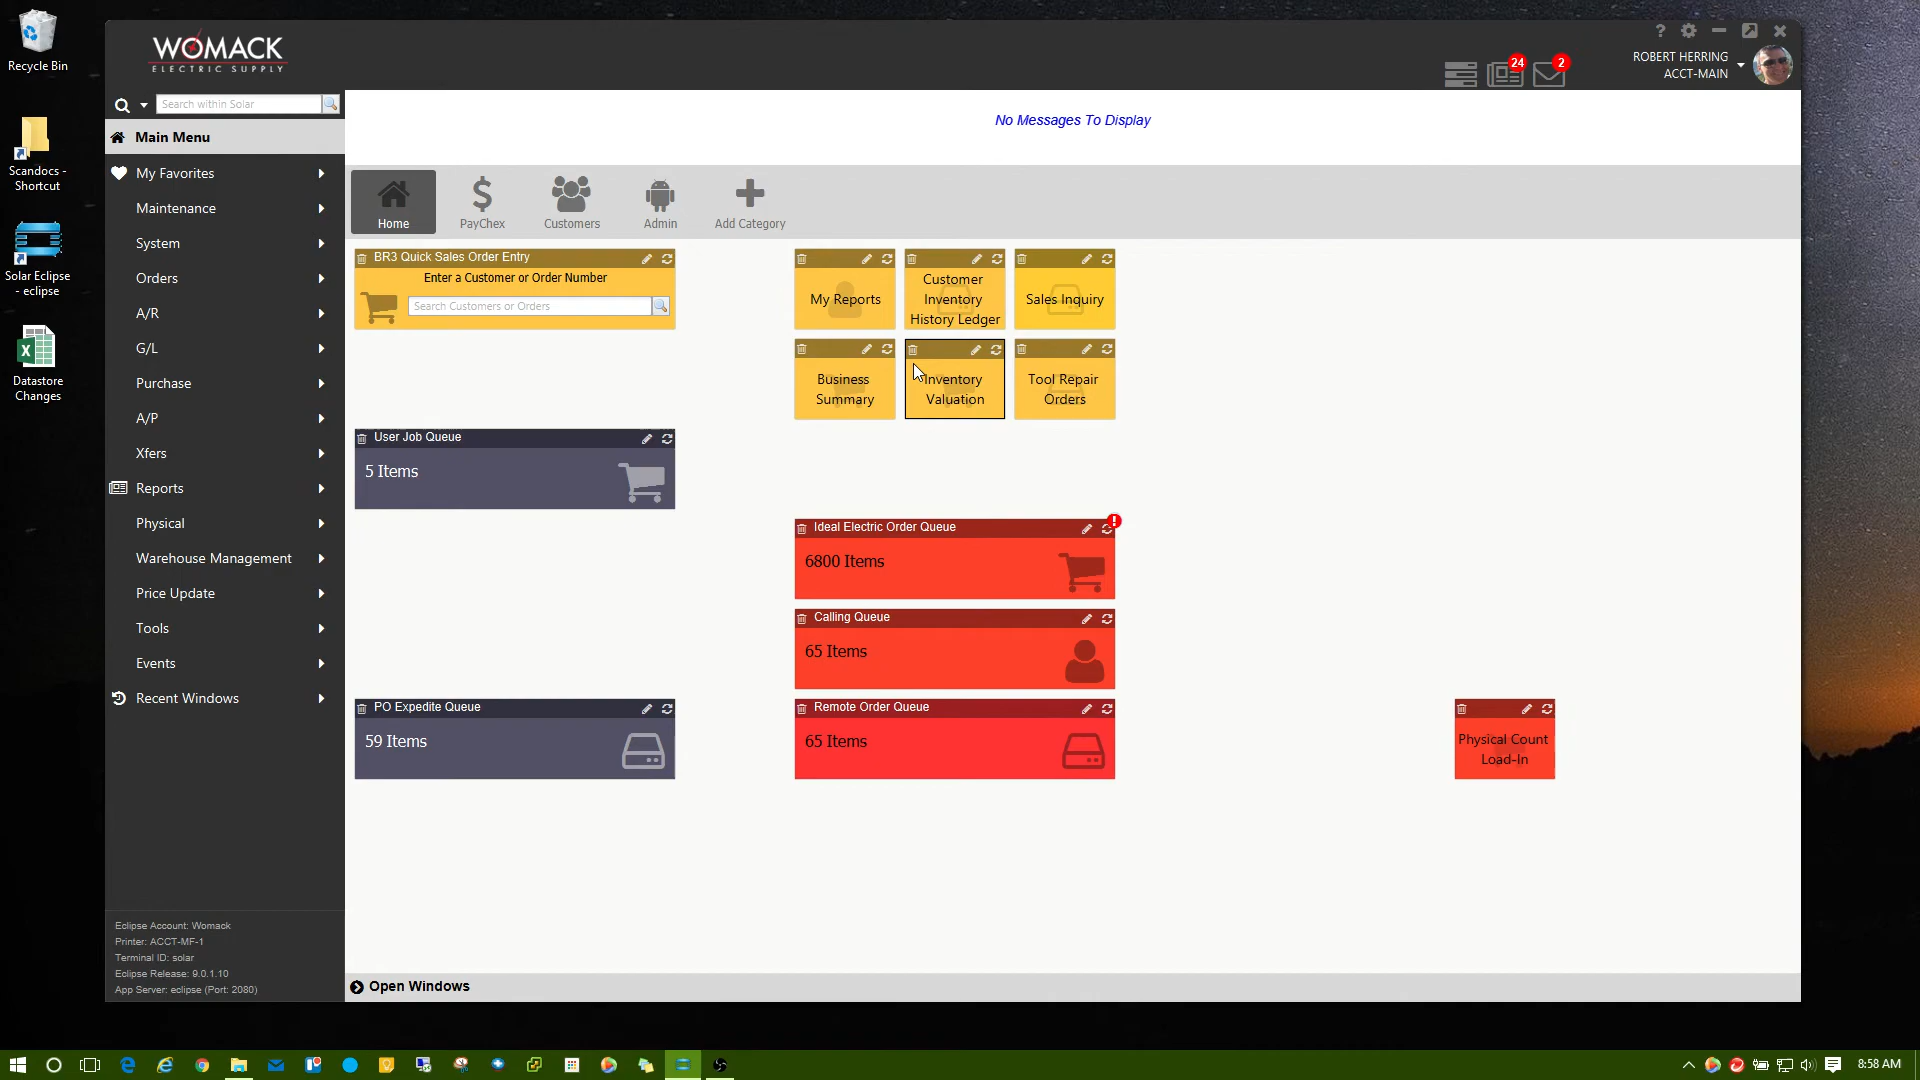 Recycle Bin
Scandocs -
Shortcut
Solar Eclipse
- eclipse
Datastore
Changes
WOMACK
ELECTRIC SUPPLY
24
2
?
ROBERT HERRING
ACCT-MAIN
Search within Solar
Main Menu
My Favorites
Maintenance
System
Orders
A/R
G/L
Purchase
A/P
Xfers
Reports
Physical
Warehouse Management
Price Update
Tools
Events
Recent Windows
Eclipse Account: Womack
Printer: ACCT-MF-1
Terminal ID: solar
Eclipse Release: 9.0.1.10
App Server: eclipse (Port: 2080)
No Messages To Display
Home
PayChex
Customers
Admin
Add Category
BR3 Quick Sales Order Entry
Enter a Customer or Order Number
Search Customers or Orders
My Reports
Customer
Inventory
History Ledger
Sales Inquiry
Business
Summary
Inventory
Valuation
Tool Repair
Orders
User Job Queue
5 Items
Ideal Electric Order Queue
!
6800 Items
Calling Queue
65 Items
PO Expedite Queue
59 Items
Remote Order Queue
65 Items
Physical Count
Load-In
Open Windows
8:58 AM